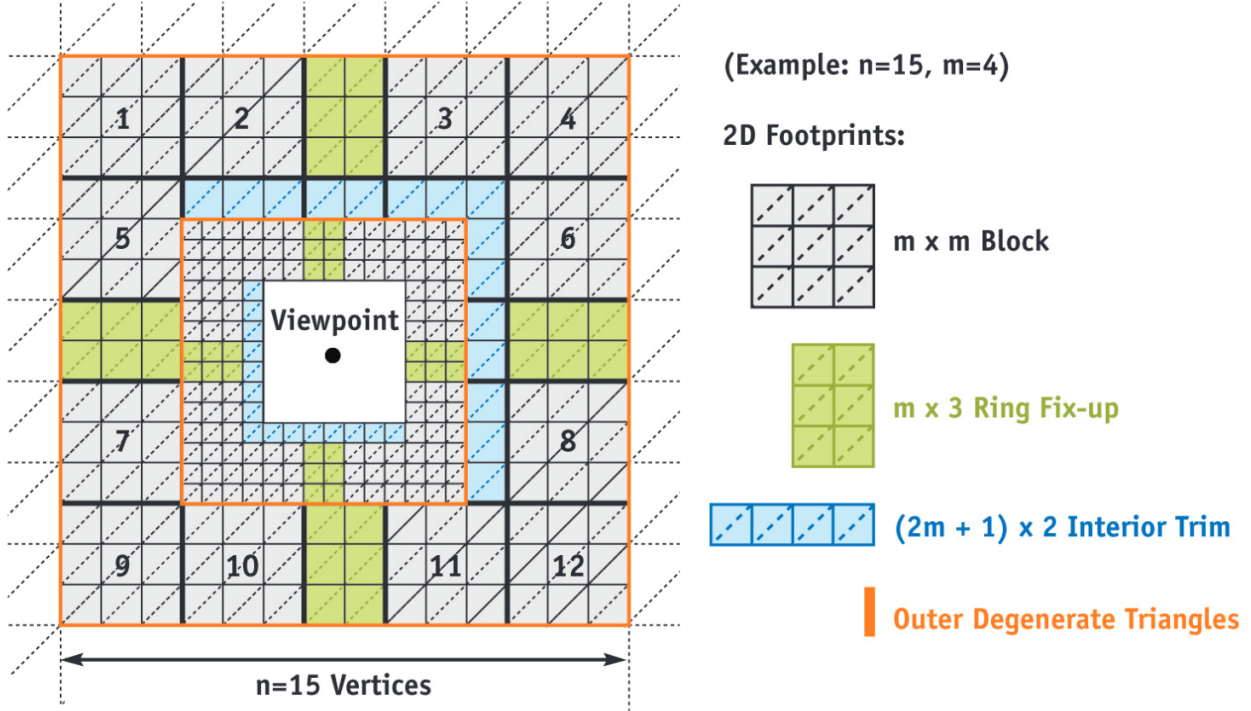 (Example: n=15, m=4)
2D Footprints:
m x m Block
m x 3 Ring Fix-up
(2m + 1) x 2 Interior Trim
Outer Degenerate Triangles
1
2
3
4
5
6
Viewpoint
7
8
9
10
11
12
n=15 Vertices